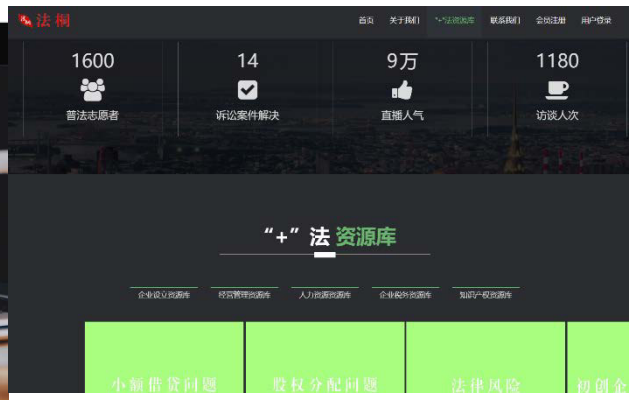 法桐
首页 关于我们 "+"法资源库 联系我们 会员注册 用户登录
1600 14 9万 1180
普法志愿者 诉讼案件解决 直播人气 访谈人次
“+”法 资源库
企业设立资源库 经营管理资源库 人力资源资源库 企业税务资源库 知识产权资源库
小额借贷问题 股权分配问题 法律风险 初创企